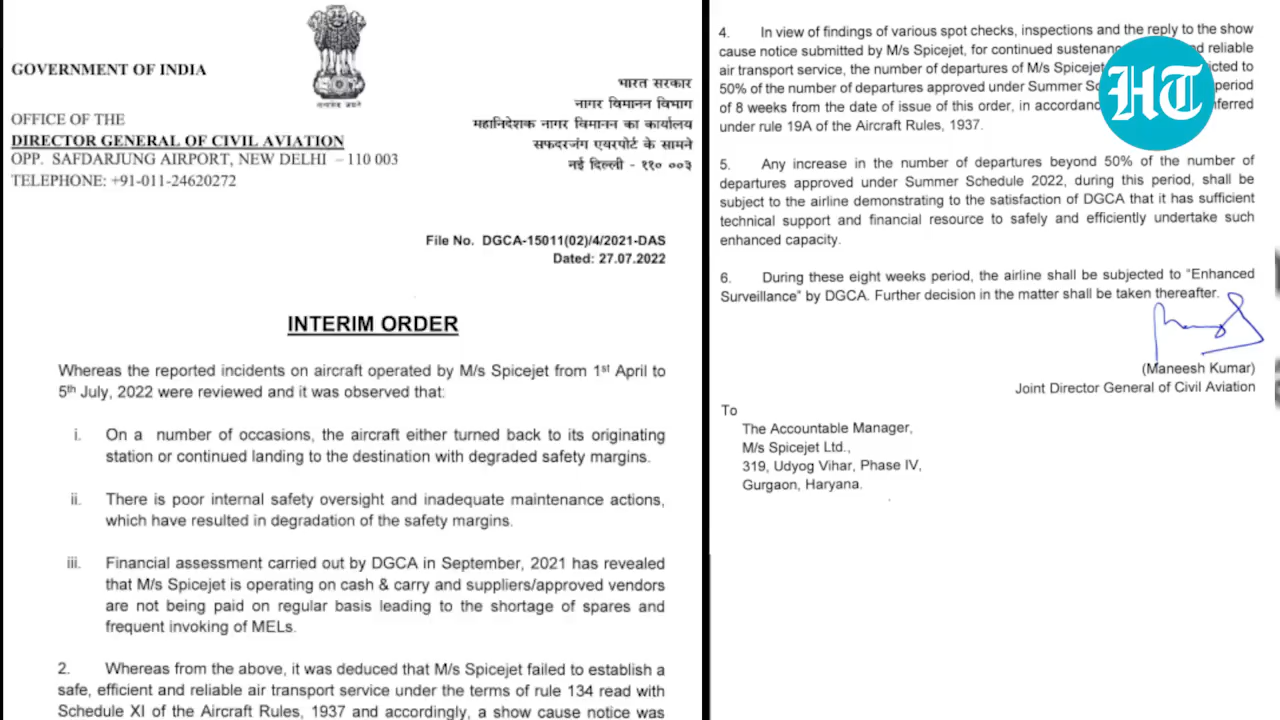 GOVERNMENT OF INDIA
OFFICE OF THE
DIRECTOR GENERAL OF CIVIL AVIATION
OPP. SAFDARJUNG AIRPORT, NEW DELHI – 110 003
TELEPHONE: +91-011-24620272
सत्यमेव जयते
भारत सरकार
नागर विमानन विभाग
महानिदेशक नागर विमानन का कार्यालय
सफदरजंग एयरपोर्ट के सामने
नई दिल्ली - ११० ००३
File No. DGCA-15011(02)/4/2021-DAS
Dated: 27.07.2022
INTERIM ORDER
Whereas the reported incidents on aircraft operated by M/s Spicejet from 1st April to
5th July, 2022 were reviewed and it was observed that:
i. On a number of occasions, the aircraft either turned back to its originating
station or continued landing to the destination with degraded safety margins.
ii. There is poor internal safety oversight and inadequate maintenance actions,
which have resulted in degradation of the safety margins.
iii. Financial assessment carried out by DGCA in September, 2021 has revealed
that M/s Spicejet is operating on cash & carry and suppliers/approved vendors
are not being paid on regular basis leading to the shortage of spares and
frequent invoking of MELs.
2. Whereas from the above, it was deduced that M/s Spicejet failed to establish a
safe, efficient and reliable air transport service under the terms of rule 134 read with
Schedule XI of the Aircraft Rules, 1937 and accordingly, a show cause notice was
4. In view of findings of various spot checks, inspections and the reply to the show
cause notice submitted by M/s Spicejet, for continued reliable
air transport service, the number of departures of M/s Spicejet to
50% of the number of departures approved under Summer period
of 8 weeks from the date of issue of this order, in
under rule 19A of the Aircraft Rules, 1937.
HT
5. Any increase in the number of departures beyond 50% of the number of
departures approved under Summer Schedule 2022, during this period, shall be
subject to the airline demonstrating to the satisfaction of DGCA that it has sufficient
technical support and financial resource to safely and efficiently undertake such
enhanced capacity.
6. During these eight weeks period, the airline shall be subjected to “Enhanced
Surveillance” by DGCA. Further decision in the matter shall be taken thereafter.
(Maneesh Kumar)
Joint Director General of Civil Aviation
To
The Accountable Manager,
M/s Spicejet Ltd.,
319, Udyog Vihar, Phase IV,
Gurgaon, Haryana.